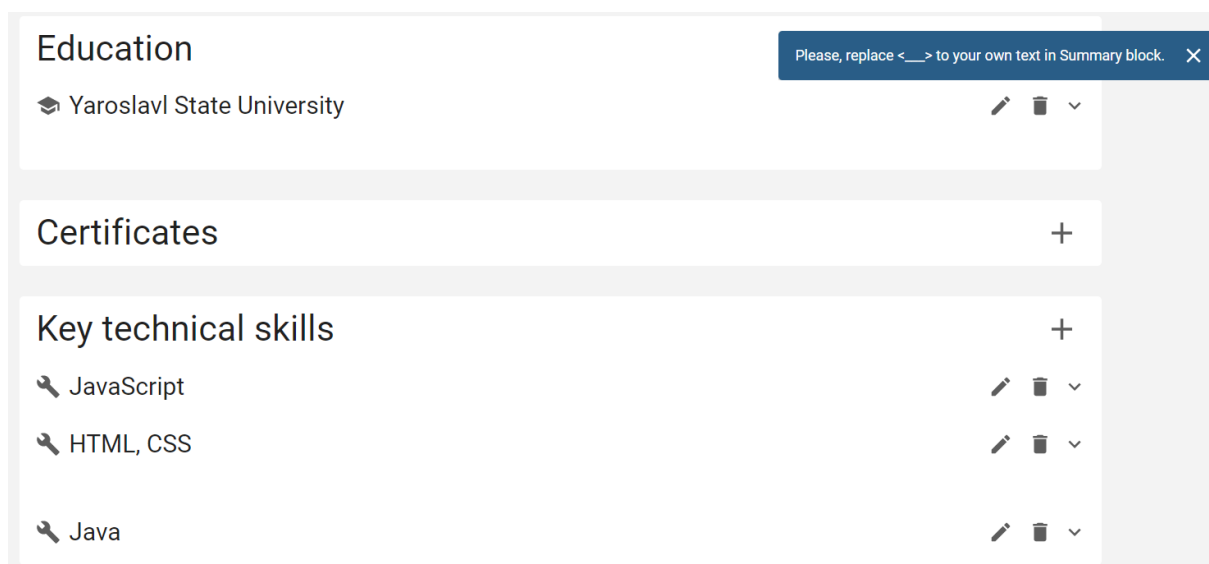 Education
Please, replace <___> to your own text in Summary block.
Yaroslavl State University
Certificates
Key technical skills
JavaScript
HTML, CSS
Java